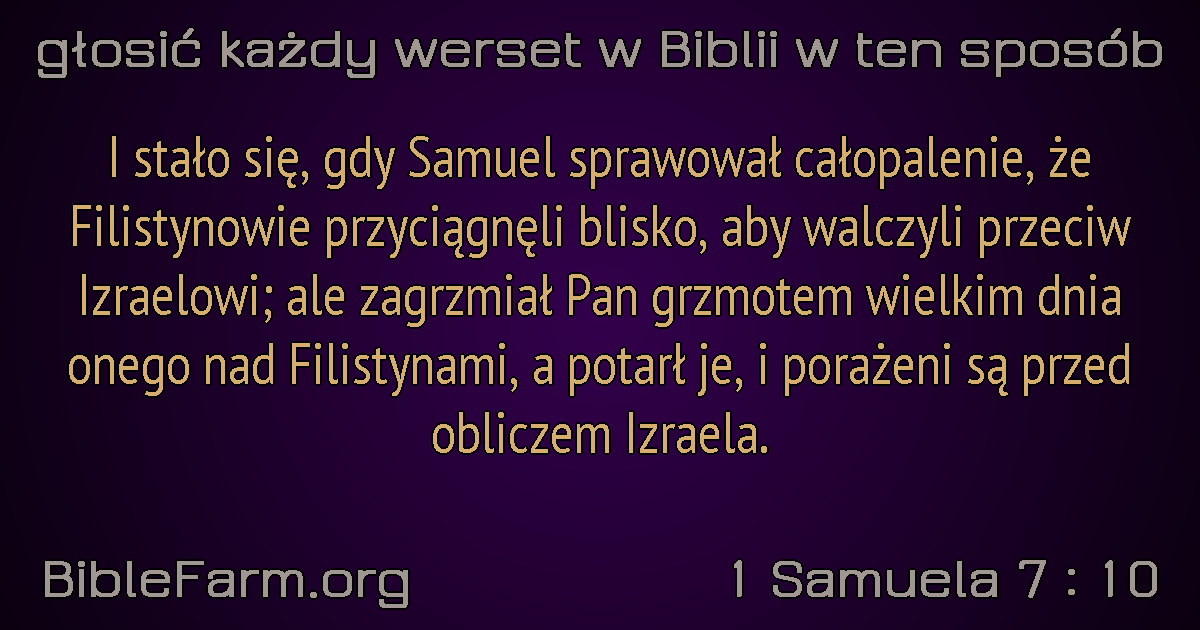 głosić każdy werset w Biblii w ten sposób
I stało się, gdy Samuel sprawował całopalenie, że
Filistynowie przyciągnęli blisko, aby walczyli przeciw
Izraelowi; ale zagrzmiał Pan grzmotem wielkim dnia
onego nad Filistynami, a potarł je, i porażeni są przed
obliczem Izraela.
BibleFarm.org
1 Samuela 7 : 10